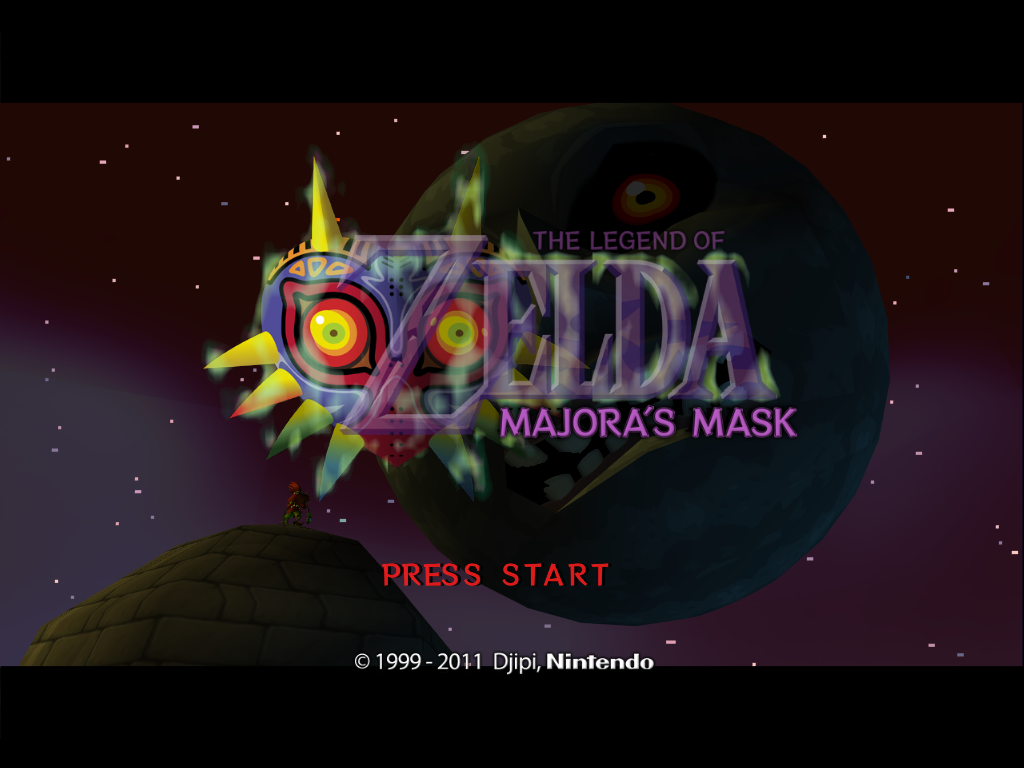 THE LEGEND OF
ZELDA
MAJORA'S MASK
PRESS START
© 1999 - 2011 Djipi, Nintendo